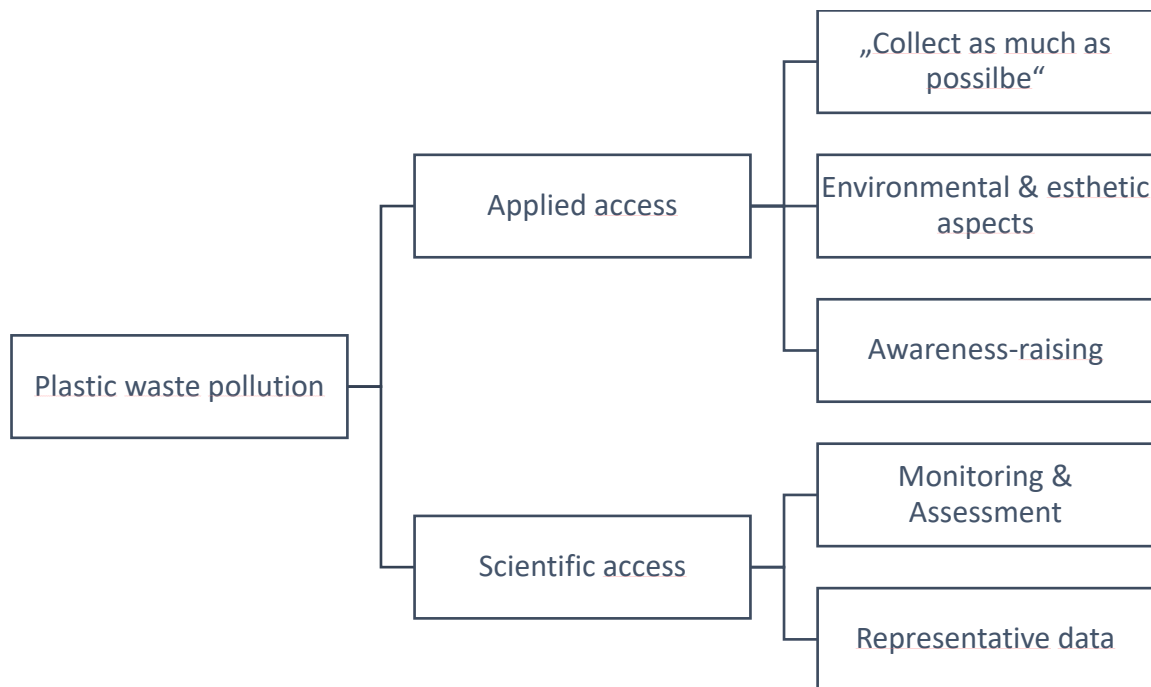 Plastic waste pollution
Applied access
„Collect as much as
possilbe“
Environmental & esthetic
aspects
Awareness-raising
Scientific access
Monitoring &
Assessment
Representative data